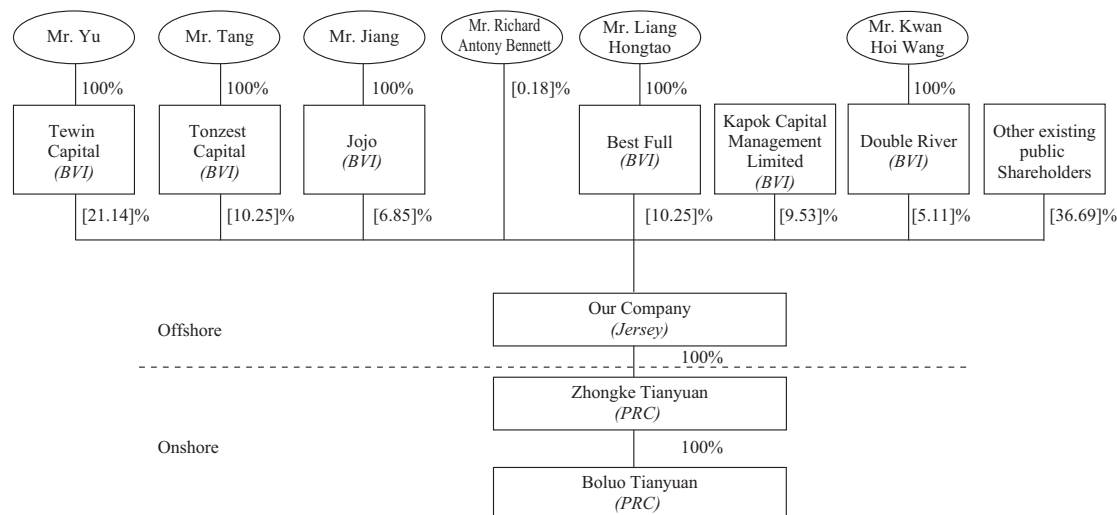 Mr. Yu
Mr. Tang
Mr. Jiang
Mr. Richard
Antony Bennett
Mr. Liang
Hongtao
Mr. Kwan
Hoi Wang
100%
100%
100%
[0.18]%
100%
100%
Tewin
Capital
(BVI)
Tonzest
Capital
(BVI)
Jojo
(BVI)
Best Full
(BVI)
Kapok Capital
Management
Limited
(BVI)
Double River
(BVI)
Other existing
public
Shareholders
[21.14]%
[10.25]%
[6.85]%
[10.25]%
[9.53]%
[5.11]%
[36.69]%
Our Company
(Jersey)
Offshore
100%
Zhongke Tianyuan
(PRC)
Onshore
100%
Boluo Tianyuan
(PRC)